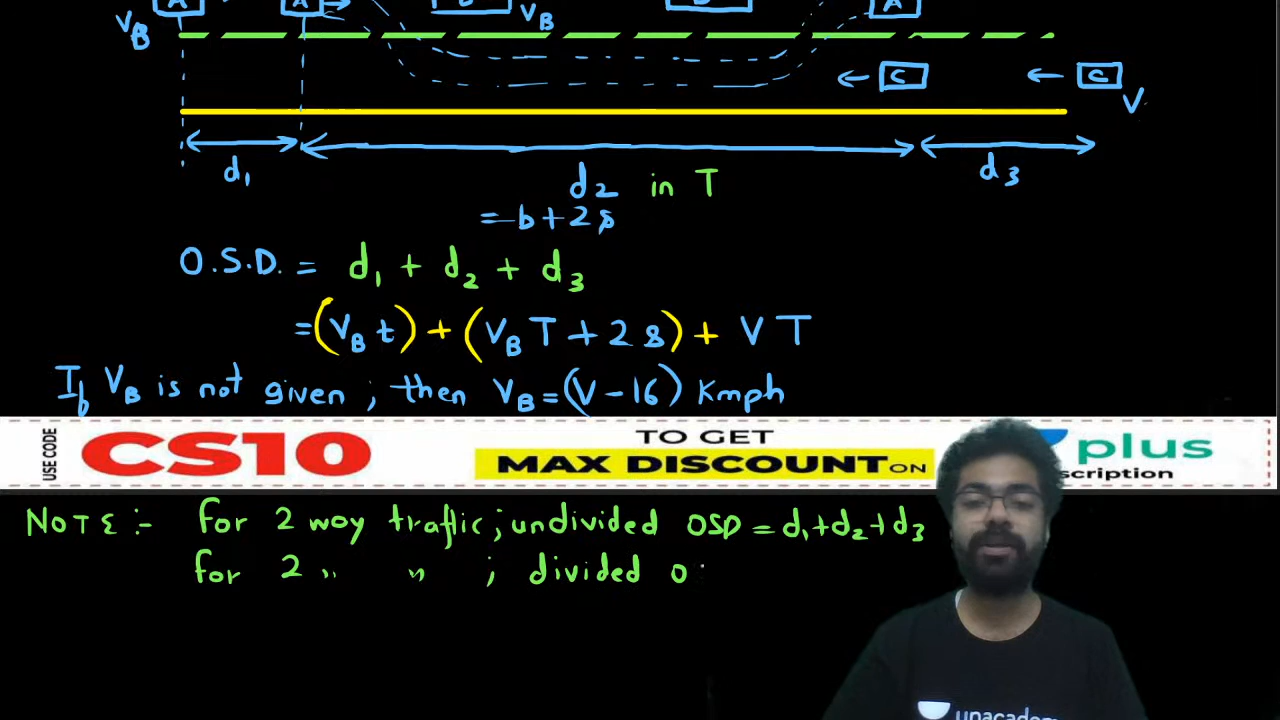 A A B A
V_B V_B
C C
V
d₁ d₂ in T d₃
= b+2s
O.S.D. = d₁ + d₂ + d₃
= (V_B t) + (V_B T + 2 s) + V T
If V_B is not given ; then V_B = (V - 16) Kmph
USE CODE
CS10
TO GET
MAX DISCOUNT ON
plus
scription
NOTE :- for 2 way traffic ; undivided OSD = d₁+d₂+d₃
for 2 " " ; divided o
unacadem